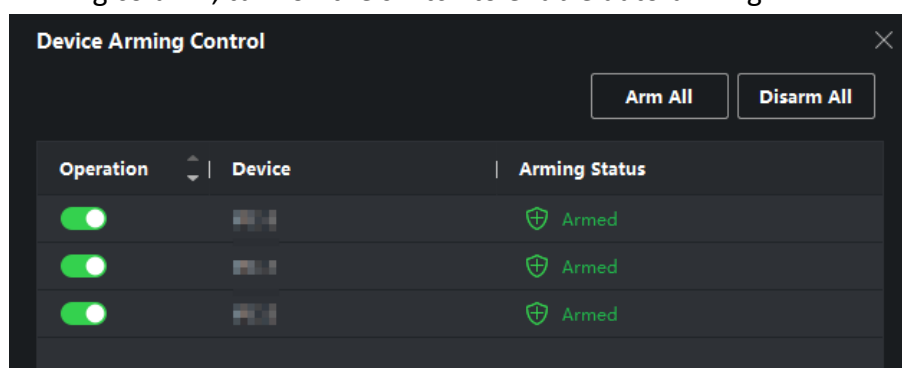 Device Arming Control
Arm All
Disarm All
Operation | Device | Arming Status
Armed
Armed
Armed